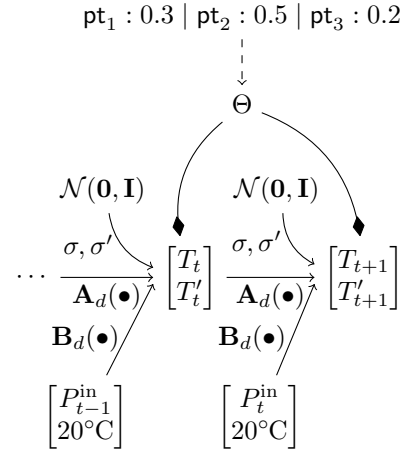 pt₁ : 0.3 | pt₂ : 0.5 | pt₃ : 0.2
Θ
𝒩(𝟎, 𝐈) 𝒩(𝟎, 𝐈)
σ, σ′ σ, σ′
⋯ [T_t T′_t] [T_{t+1} T′_{t+1}]
𝐀_d(•) 𝐀_d(•)
𝐁_d(•) 𝐁_d(•)
[P^in_{t−1} 20°C] [P^in_t 20°C]